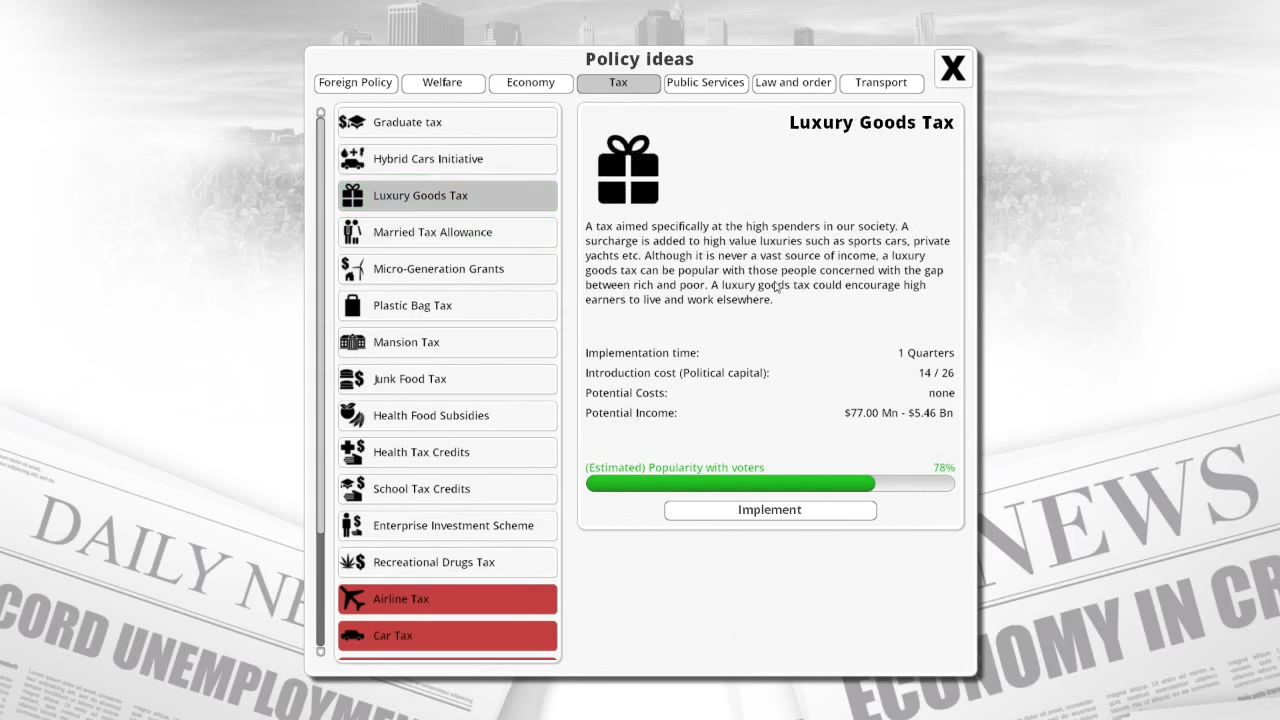 Policy ideas
X
Foreign Policy
Welfare
Economy
Tax
Public Services
Law and order
Transport
Graduate tax
Hybrid Cars Initiative
Luxury Goods Tax
Married Tax Allowance
Micro-Generation Grants
Plastic Bag Tax
Mansion Tax
Junk Food Tax
Health Food Subsidies
Health Tax Credits
School Tax Credits
Enterprise Investment Scheme
Recreational Drugs Tax
Airline Tax
Car Tax
Luxury Goods Tax
A tax aimed specifically at the high spenders in our society. A
surcharge is added to high value luxuries such as sports cars, private
yachts etc. Although it is never a vast source of income, a luxury
goods tax can be popular with those people concerned with the gap
between rich and poor. A luxury goods tax could encourage high
earners to live and work elsewhere.
Implementation time: 1 Quarters
Introduction cost (Political capital): 14 / 26
Potential Costs: none
Potential Income: $77.00 Mn - $5.46 Bn
(Estimated) Popularity with voters 78%
Implement
DAILY NE
CORD UNEMPLOYM
NEWS
ECONOMY IN CR